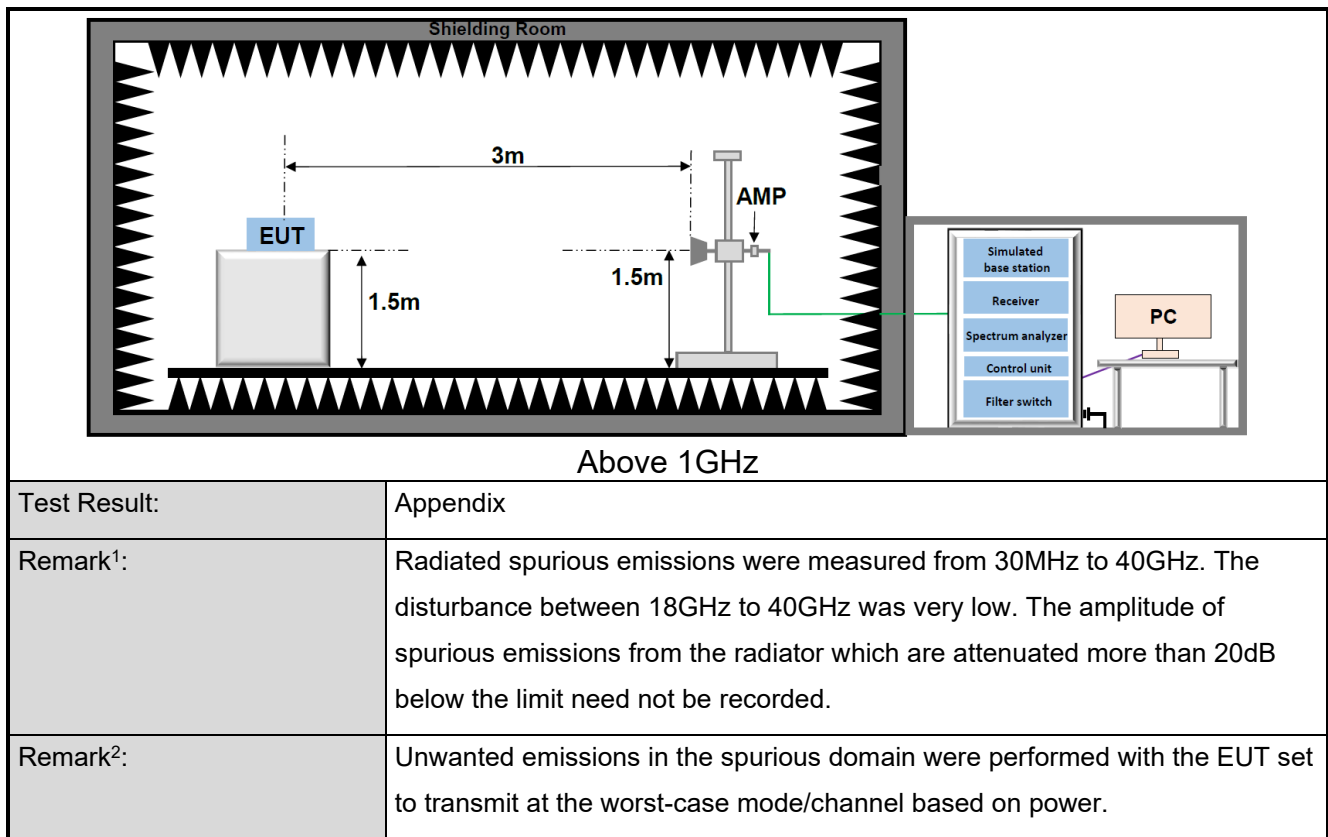 Shielding Room
3m
AMP
EUT
1.5m
1.5m
Simulated
base station
Receiver
Spectrum analyzer
Control unit
Filter switch
PC
Above 1GHz
Test Result:
Appendix
Remark¹:
Radiated spurious emissions were measured from 30MHz to 40GHz. The
disturbance between 18GHz to 40GHz was very low. The amplitude of
spurious emissions from the radiator which are attenuated more than 20dB
below the limit need not be recorded.
Remark²:
Unwanted emissions in the spurious domain were performed with the EUT set
to transmit at the worst-case mode/channel based on power.